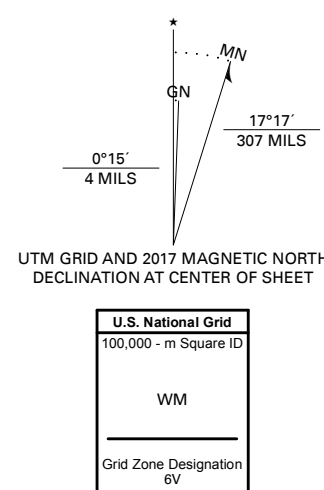 ★
MN
GN
17°17´
307 MILS
0°15´
4 MILS
UTM GRID AND 2017 MAGNETIC NORTH
DECLINATION AT CENTER OF SHEET
U.S. National Grid
100,000 - m Square ID
WM
Grid Zone Designation
6V